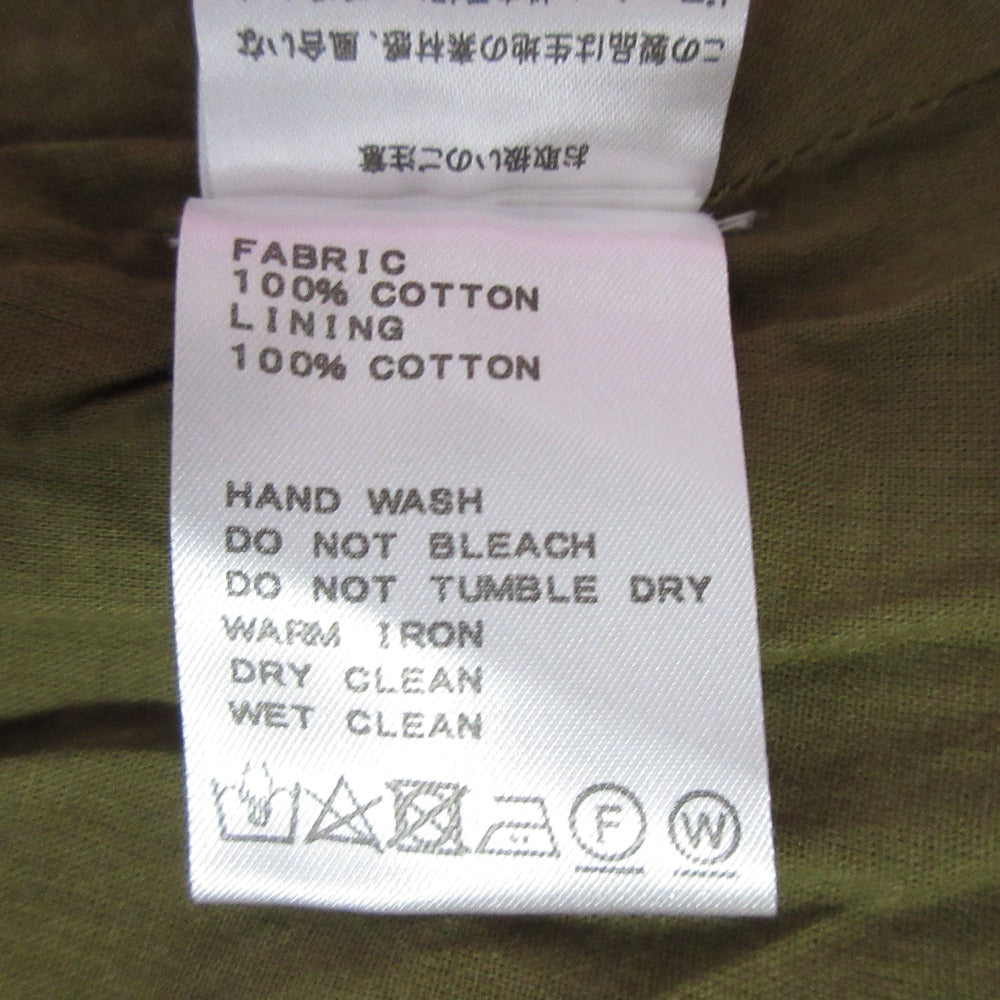 この製品は生地の素材感、風合いな
お取扱いのご注意
FABRIC
100% COTTON
LINING
100% COTTON
HAND WASH
DO NOT BLEACH
DO NOT TUMBLE DRY
WARM IRON
DRY CLEAN
WET CLEAN
F W